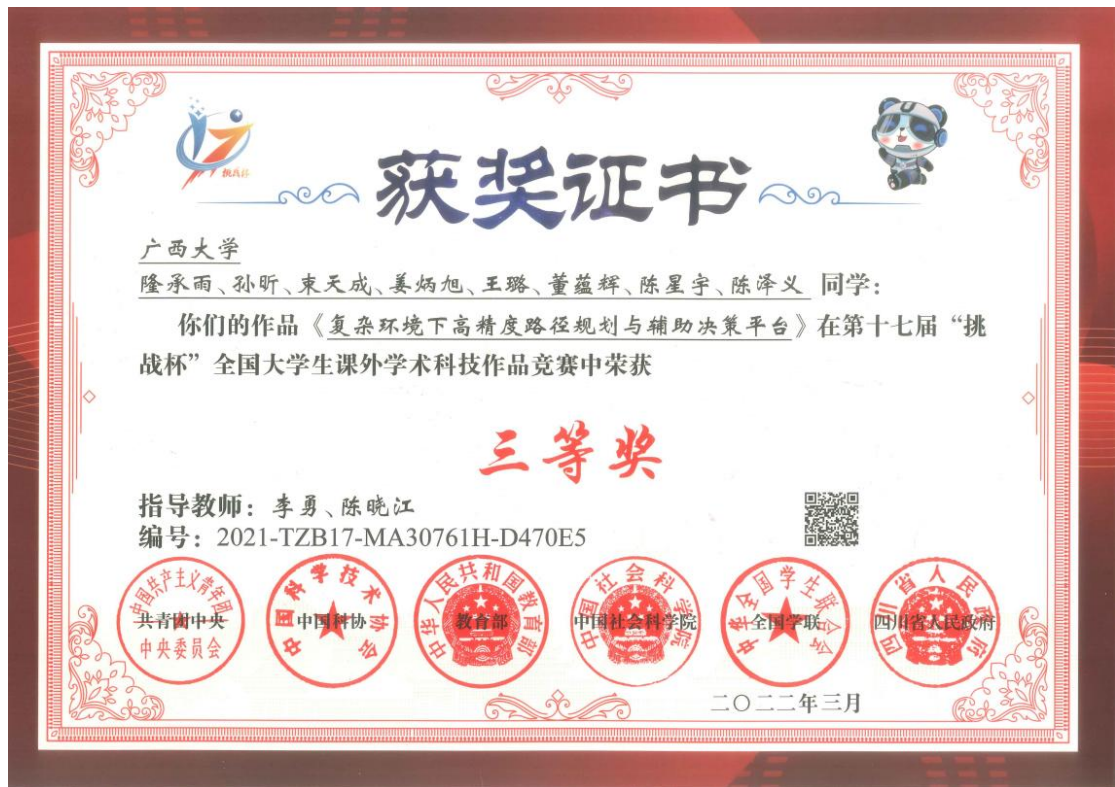 挑战杯
获奖证书
广西大学
隆承雨、孙昕、束天成、姜炳旭、王璐、董蕴辉、陈星宇、陈泽义 同学：
你们的作品《复杂环境下高精度路径规划与辅助决策平台》在第十七届“挑
战杯”全国大学生课外学术科技作品竞赛中荣获
三等奖
指导教师：李勇、陈晓江
编号：2021-TZB17-MA30761H-D470E5
中国共产主义青年团
中央委员会
共青团中央
中国科学技术协会
中国科协
中华人民共和国教育部
教育部
中国社会科学院
中国社会科学院
中华全国学生联合会
全国学联
四川省人民政府
四川省人民政府
二〇二二年三月